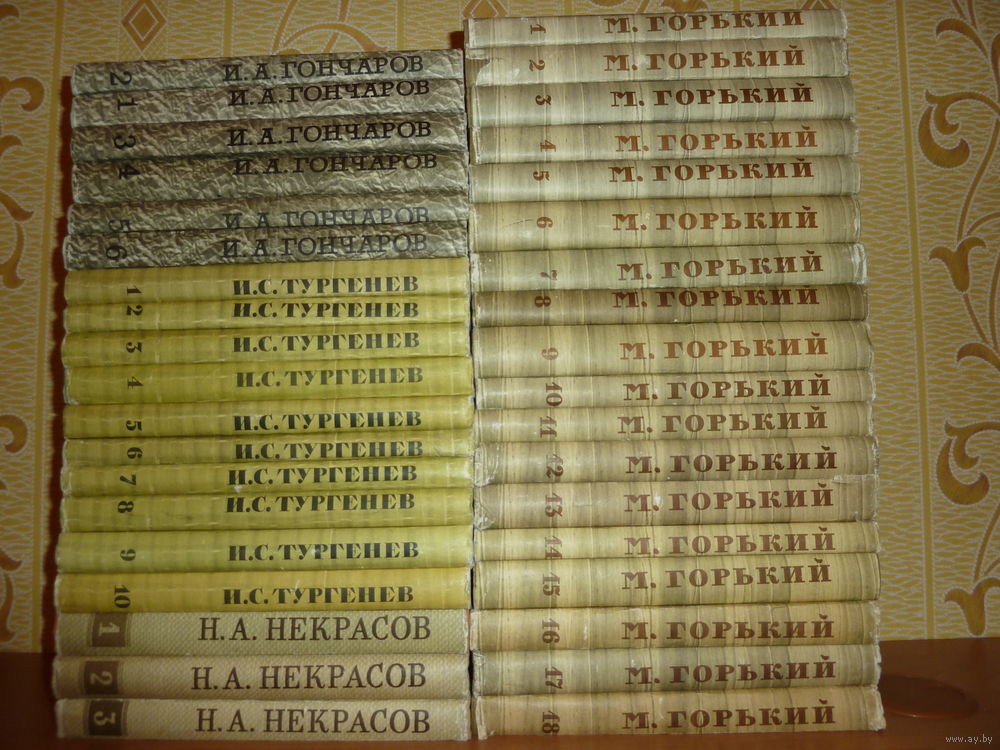 2 И. А. ГОНЧАРОВ
1 И. А. ГОНЧАРОВ
3 И. А. ГОНЧАРОВ
4 И. А. ГОНЧАРОВ
5 И. А. ГОНЧАРОВ
6 И. А. ГОНЧАРОВ
1 И.С. ТУРГЕНЕВ
2 И.С. ТУРГЕНЕВ
3 И.С. ТУРГЕНЕВ
4 И.С. ТУРГЕНЕВ
5 И.С. ТУРГЕНЕВ
6 И.С. ТУРГЕНЕВ
7 И.С. ТУРГЕНЕВ
8 И.С. ТУРГЕНЕВ
9 И.С. ТУРГЕНЕВ
10 И.С. ТУРГЕНЕВ
1 Н. А. НЕКРАСОВ
2 Н. А. НЕКРАСОВ
3 Н. А. НЕКРАСОВ
1 М. ГОРЬКИЙ
2 М. ГОРЬКИЙ
3 М. ГОРЬКИЙ
4 М. ГОРЬКИЙ
5 М. ГОРЬКИЙ
6 М. ГОРЬКИЙ
7 М. ГОРЬКИЙ
8 М. ГОРЬКИЙ
9 М. ГОРЬКИЙ
10 М. ГОРЬКИЙ
11 М. ГОРЬКИЙ
12 М. ГОРЬКИЙ
13 М. ГОРЬКИЙ
14 М. ГОРЬКИЙ
15 М. ГОРЬКИЙ
16 М. ГОРЬКИЙ
17 М. ГОРЬКИЙ
18 М. ГОРЬКИЙ
www.ay.by